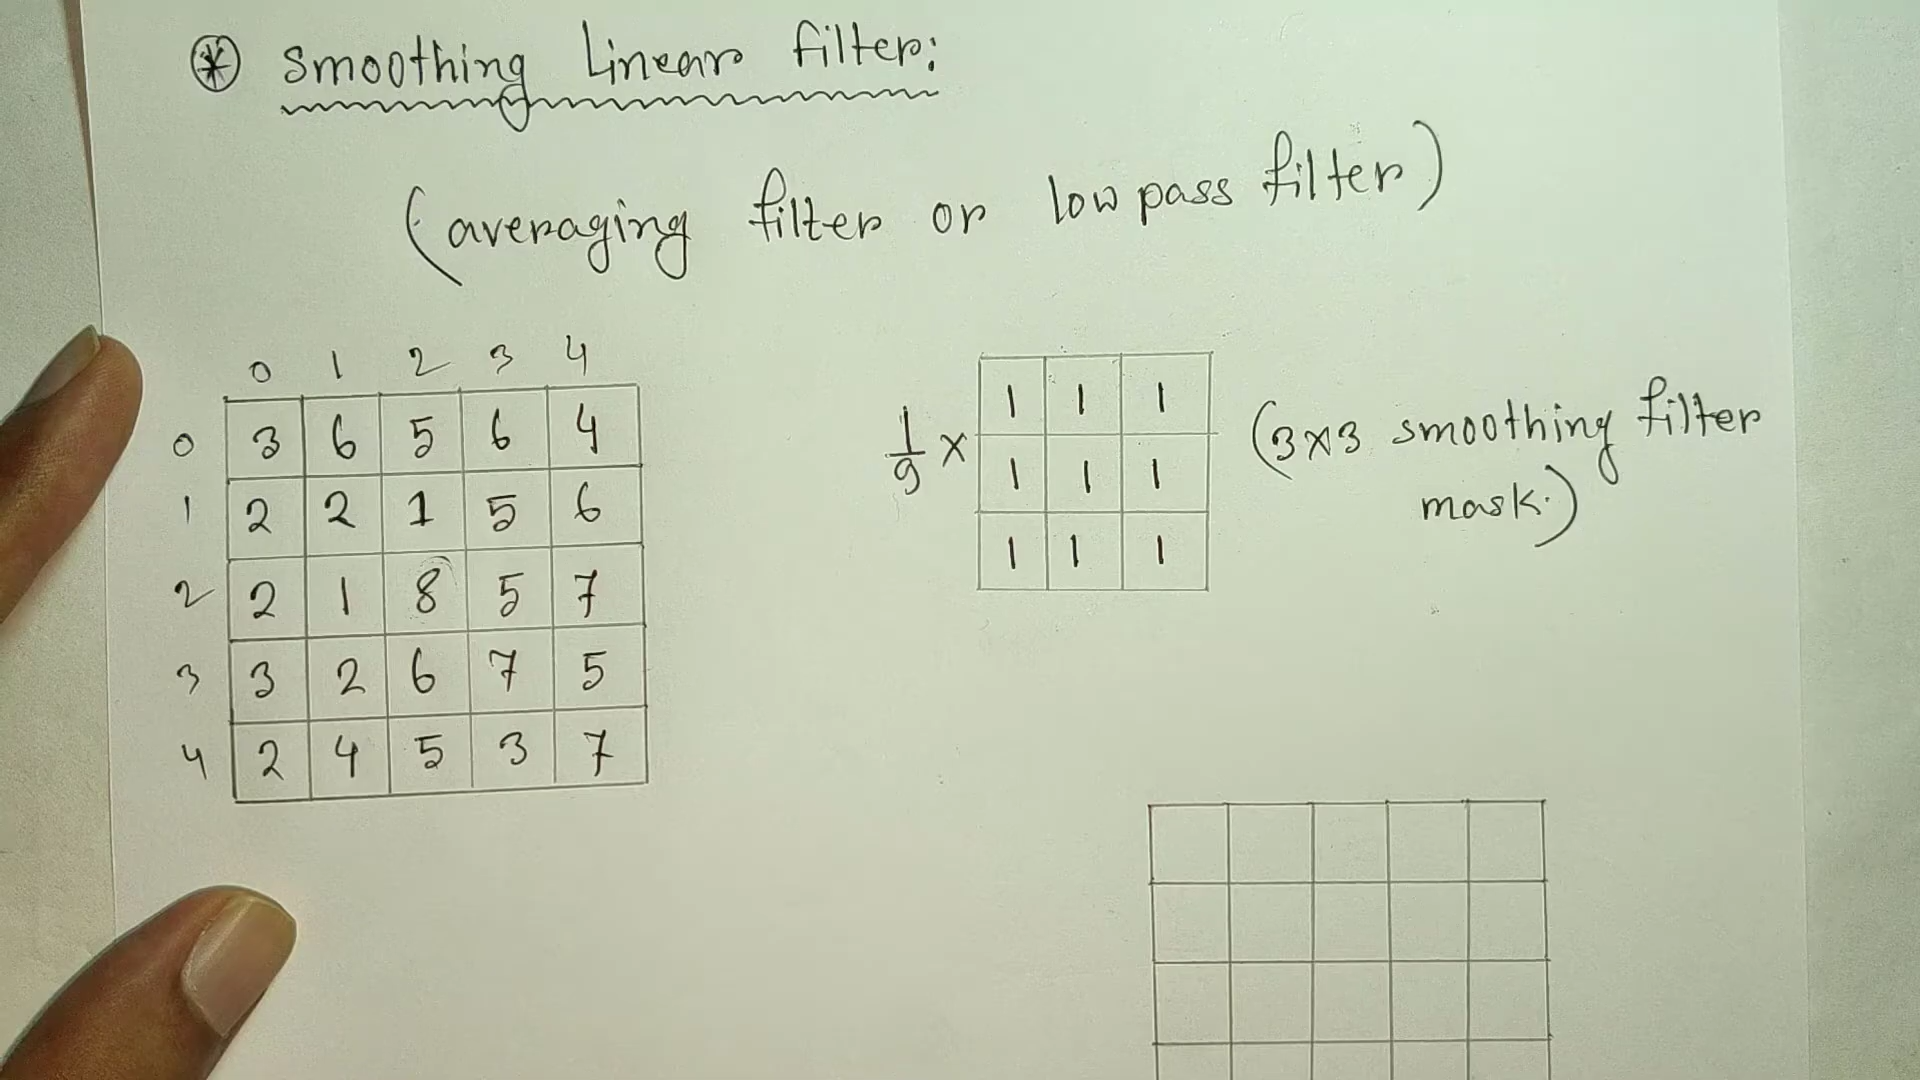 * Smoothing Linear filter:
(averaging filter or low pass filter)
0 1 2 3 4
0 3 6 5 6 4
1 2 2 1 5 6
2 2 1 8 5 7
3 3 2 6 7 5
4 2 4 5 3 7
1/9 ×
1 1 1
1 1 1
1 1 1
(3×3 smoothing filter
mask.)